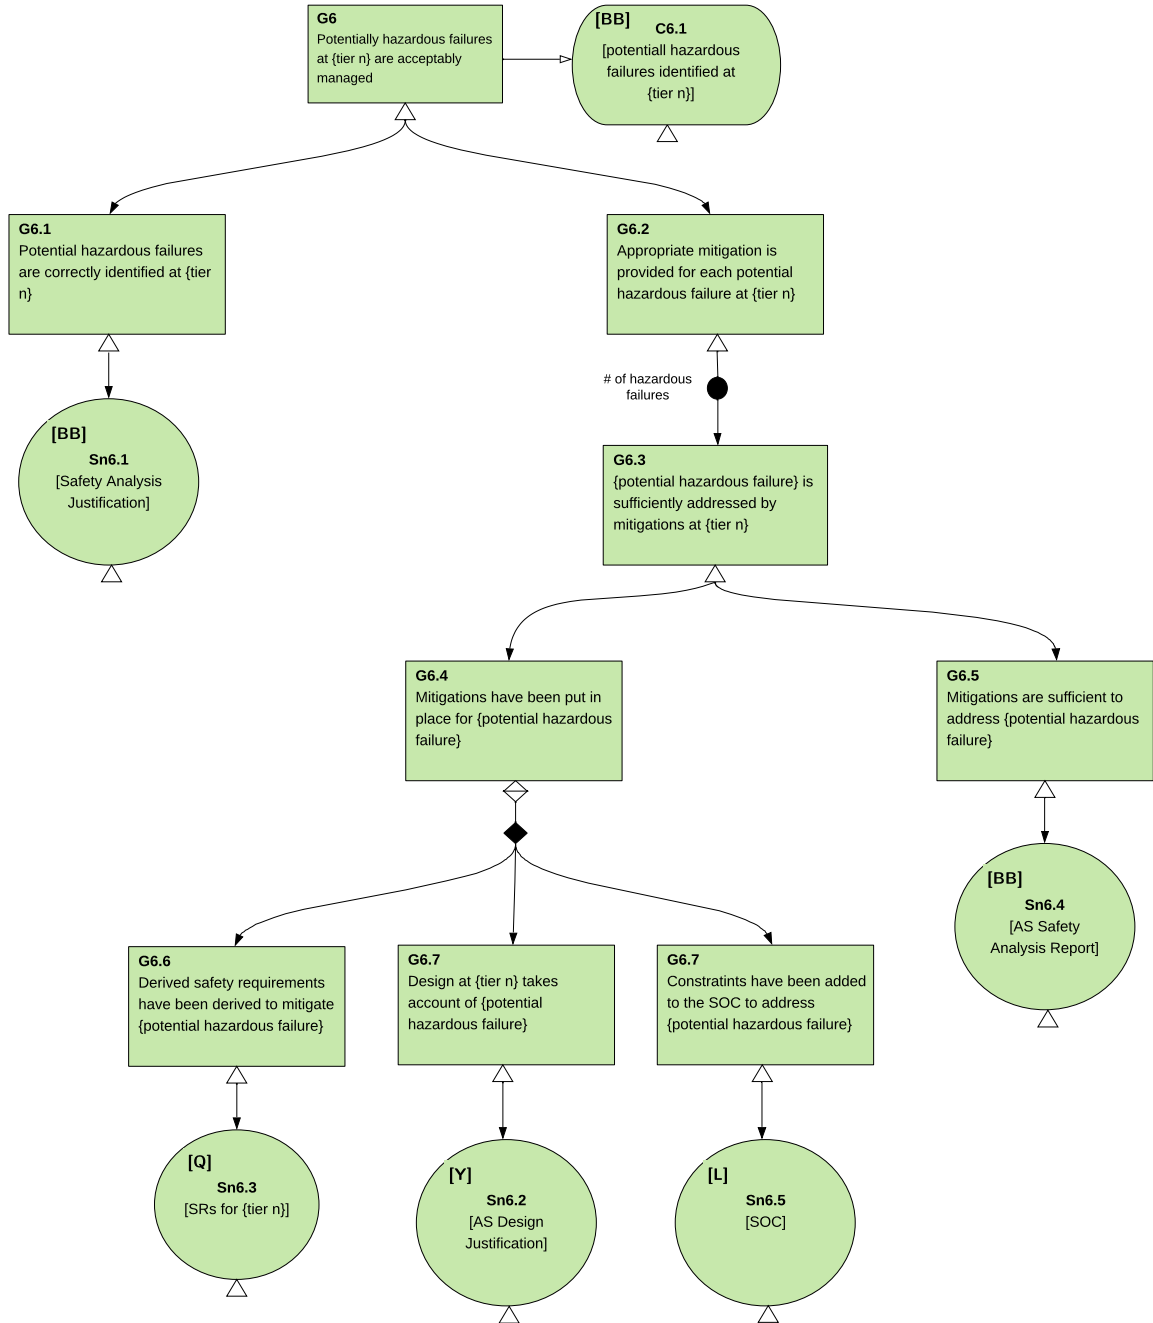 G6
Potentially hazardous failures
at {tier n} are acceptably
managed
[BB]
C6.1
[potentiall hazardous
failures identified at
{tier n}]
G6.1
Potential hazardous failures
are correctly identified at {tier
n}
G6.2
Appropriate mitigation is
provided for each potential
hazardous failure at {tier n}
# of hazardous
failures
[BB]
Sn6.1
[Safety Analysis
Justification]
G6.3
{potential hazardous failure} is
sufficiently addressed by
mitigations at {tier n}
G6.4
Mitigations have been put in
place for {potential hazardous
failure}
G6.5
Mitigations are sufficient to
address {potential hazardous
failure}
[BB]
Sn6.4
[AS Safety
Analysis Report]
G6.6
Derived safety requirements
have been derived to mitigate
{potential hazardous failure}
G6.7
Design at {tier n} takes
account of {potential
hazardous failure}
G6.7
Constratints have been added
to the SOC to address
{potential hazardous failure}
[Q]
Sn6.3
[SRs for {tier n}]
[Y]
Sn6.2
[AS Design
Justification]
[L]
Sn6.5
[SOC]